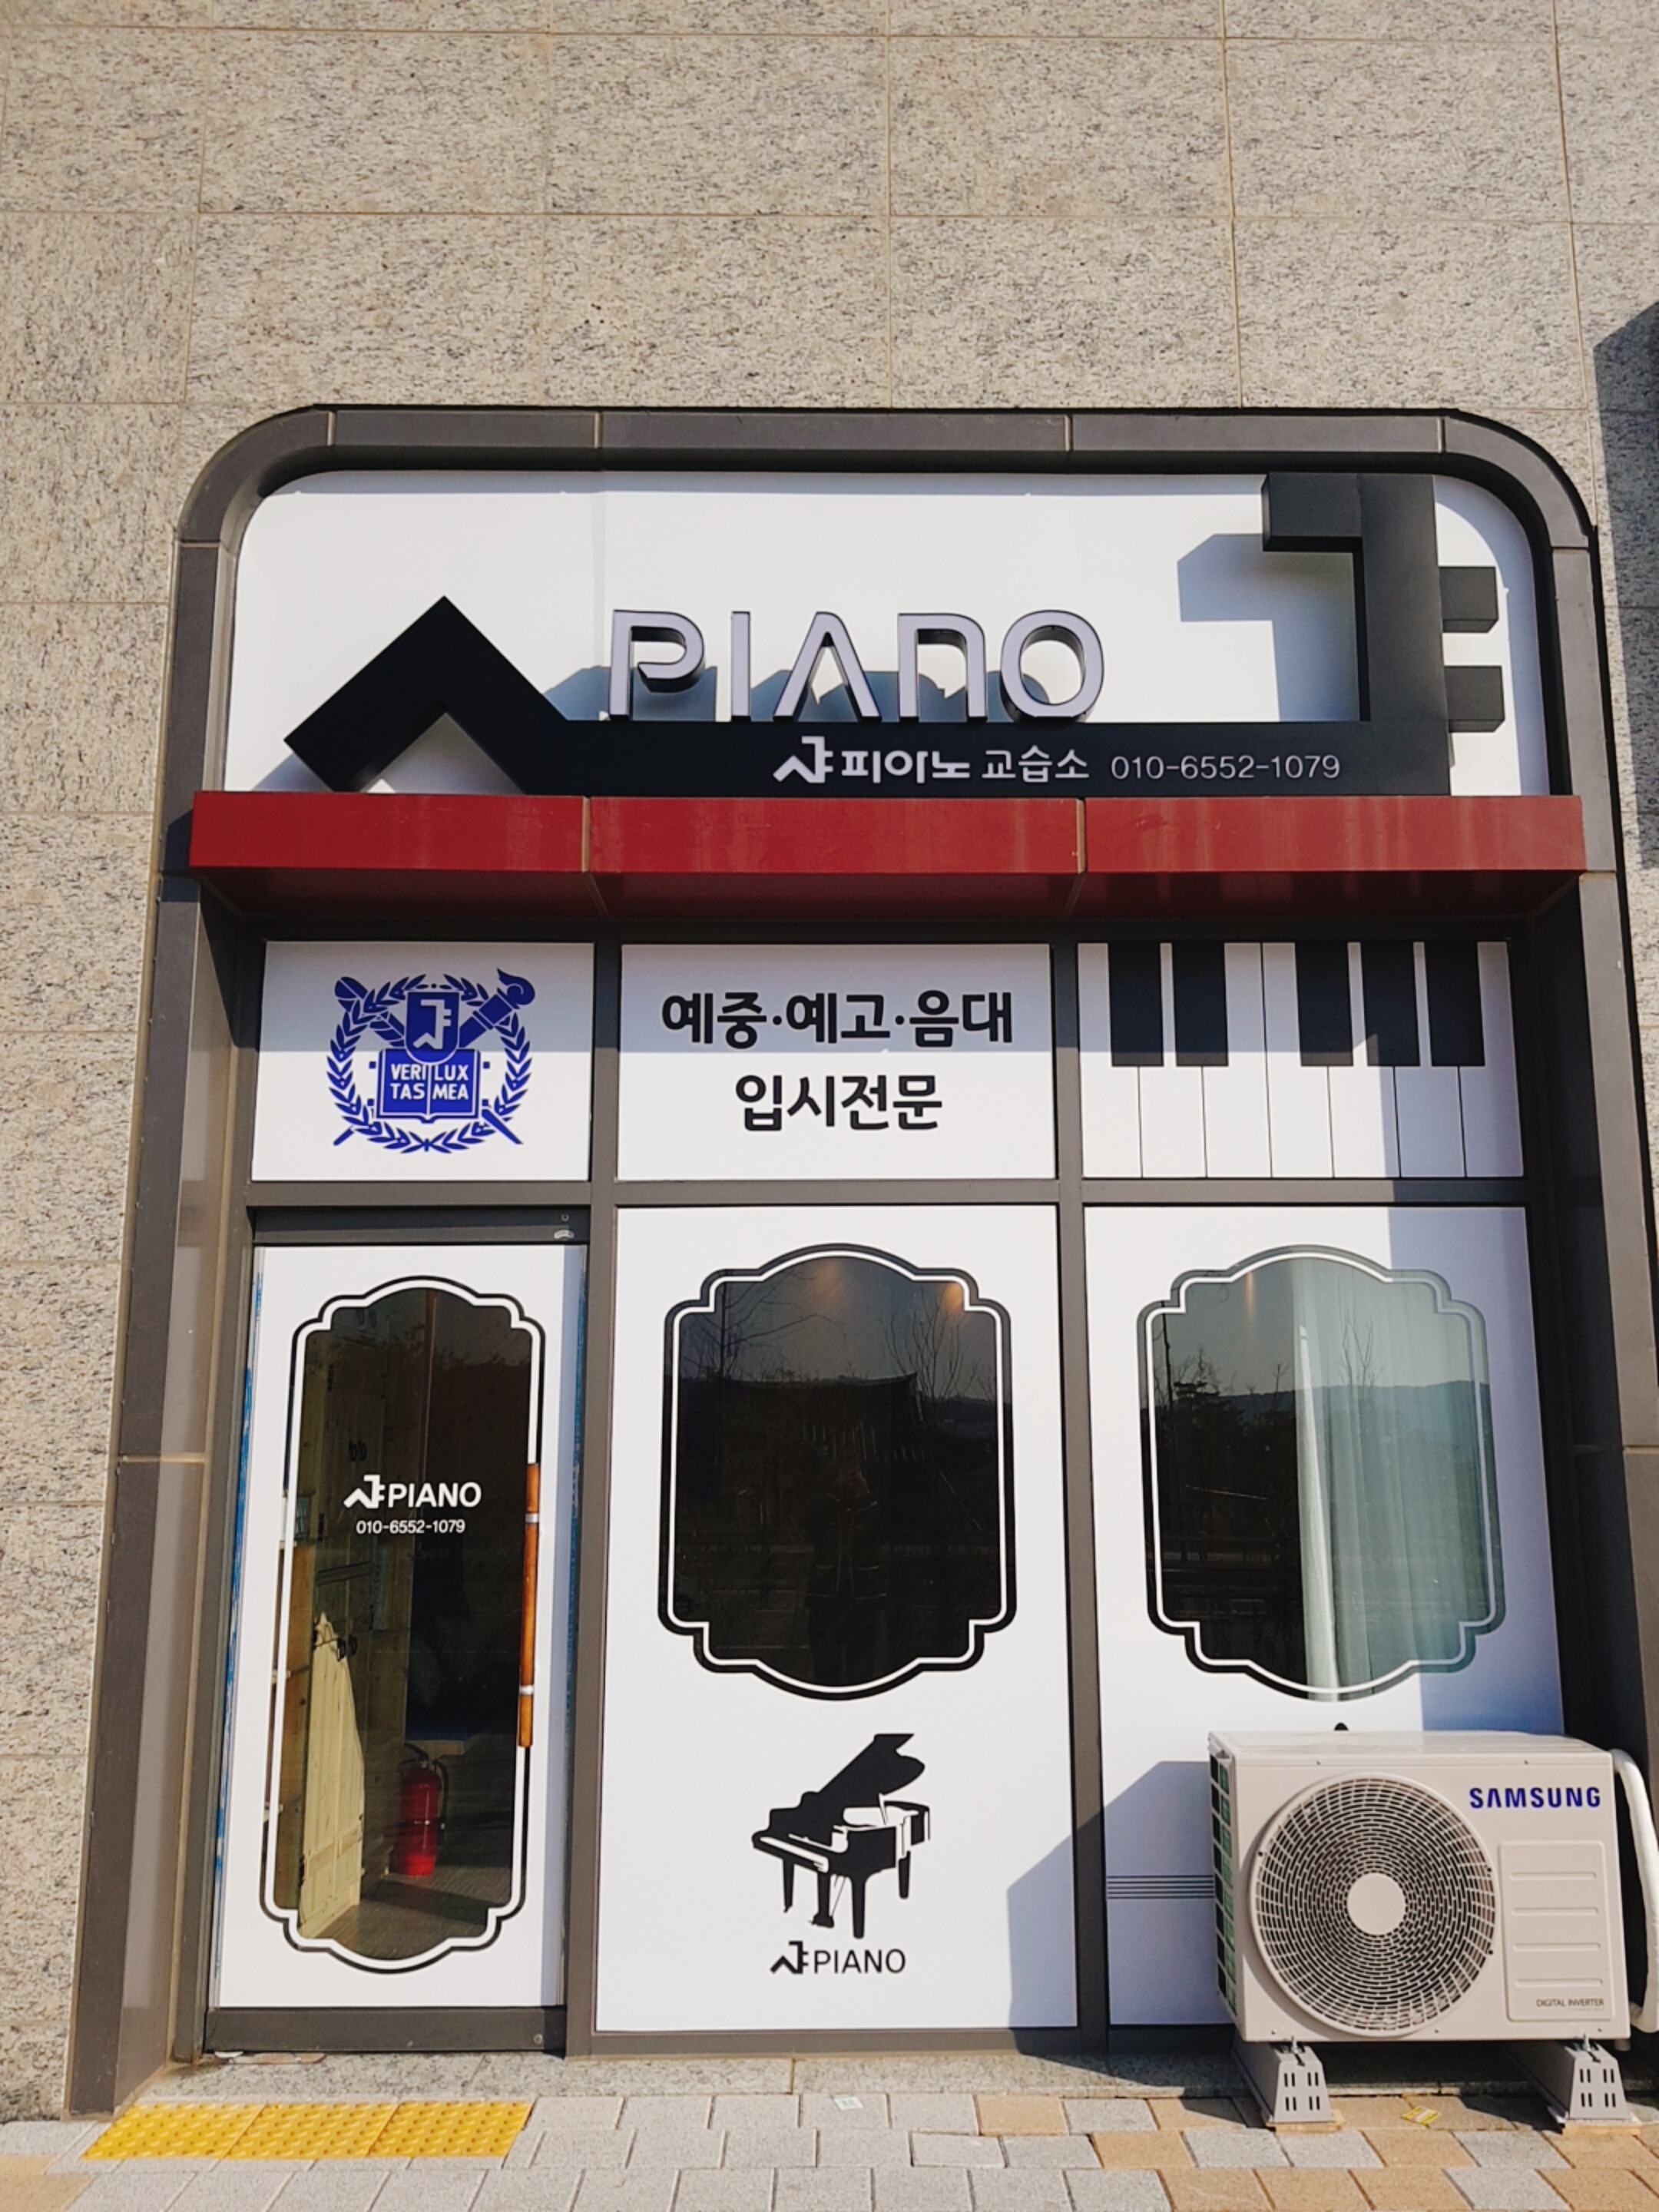 샤 PIANO
샤피아노 교습소 010-6552-1079
VERI LUX
TAS MEA
예중·예고·음대
입시전문
샤PIANO
010-6552-1079
샤PIANO
SAMSUNG
DIGITAL INVERTER